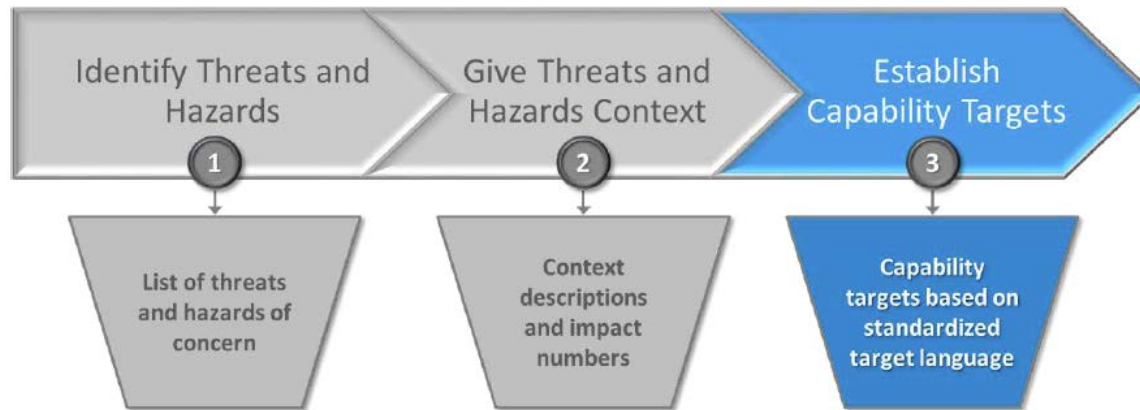 Identify Threats and
Hazards
1
Give Threats and
Hazards Context
2
Establish
Capability Targets
3
List of threats
and hazards of
concern
Context
descriptions
and impact
numbers
Capability
targets based on
standardized
target language